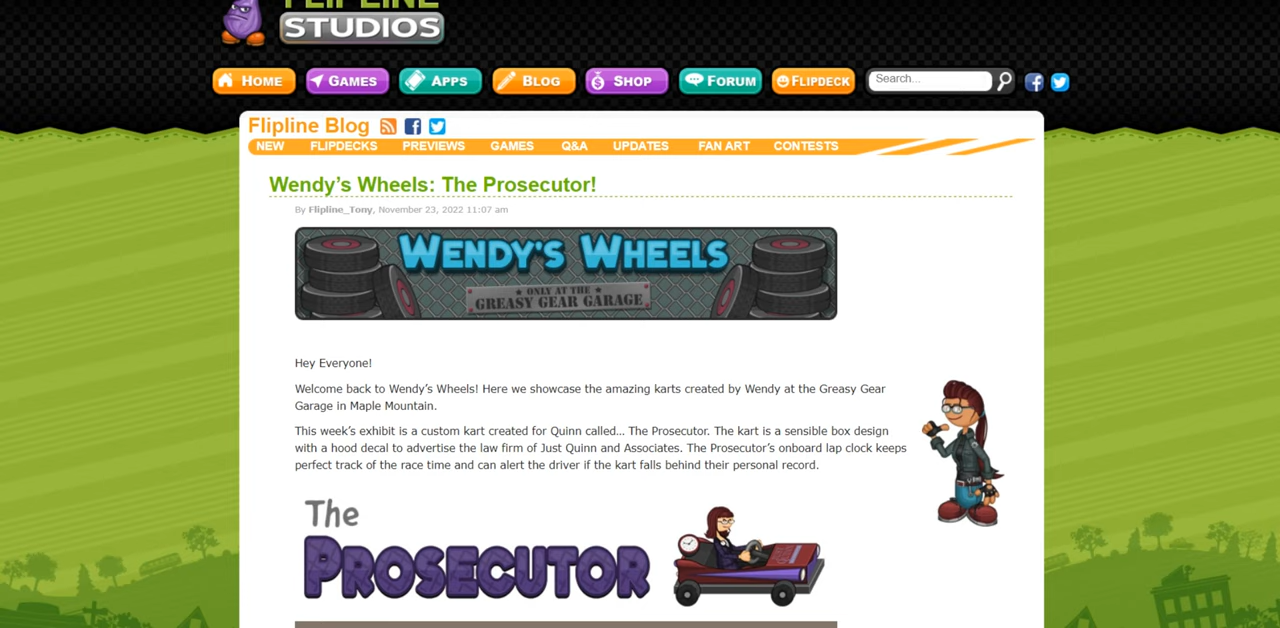 FLIPLINE
STUDIOS
HOME GAMES APPS BLOG SHOP FORUM FLIPDECK Search...
Flipline Blog
NEW FLIPDECKS PREVIEWS GAMES Q&A UPDATES FAN ART CONTESTS
Wendy's Wheels: The Prosecutor!
By Flipline_Tony, November 23, 2022 11:07 am
WENDY'S WHEELS
★ ONLY AT THE ★
GREASY GEAR GARAGE
Hey Everyone!
Welcome back to Wendy's Wheels! Here we showcase the amazing karts created by Wendy at the Greasy Gear
Garage in Maple Mountain.
This week's exhibit is a custom kart created for Quinn called... The Prosecutor. The kart is a sensible box design
with a hood decal to advertise the law firm of Just Quinn and Associates. The Prosecutor's onboard lap clock keeps
perfect track of the race time and can alert the driver if the kart falls behind their personal record.
The
PROSECUTOR